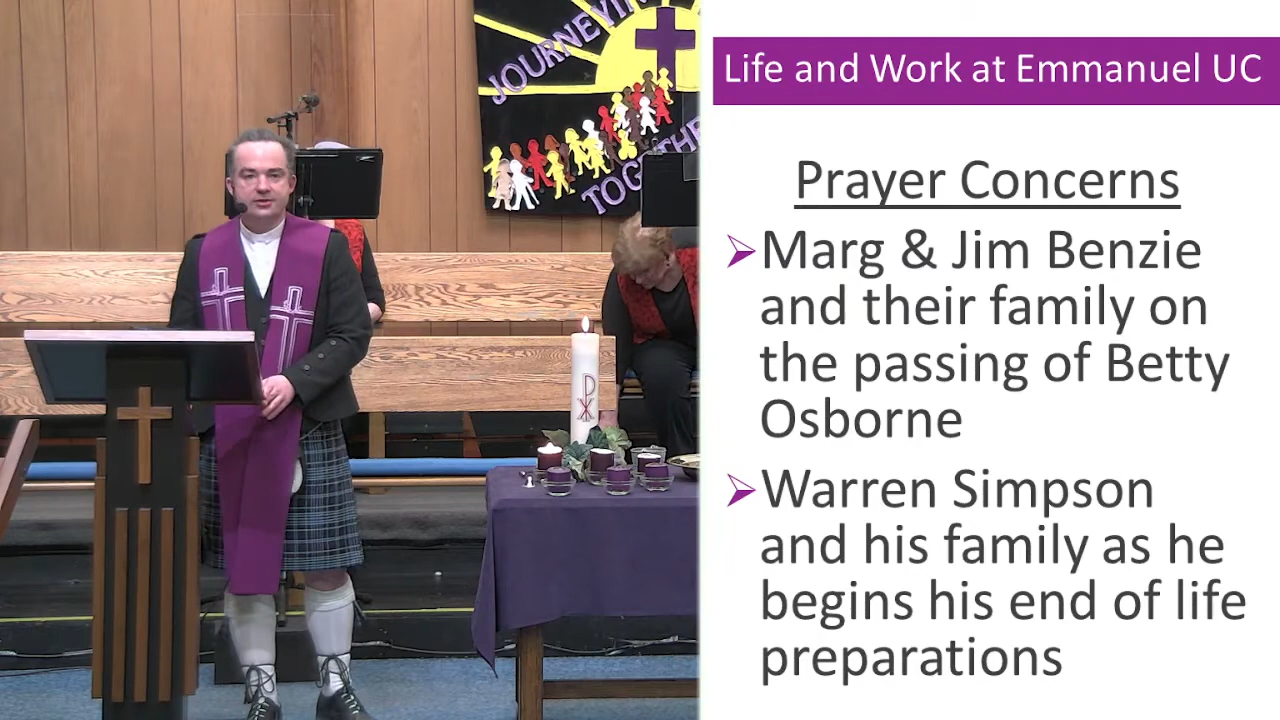 JOURNEYIN
TOGETHE
Life and Work at Emmanuel UC
Prayer Concerns
Marg & Jim Benzie
and their family on
the passing of Betty
Osborne
Warren Simpson
and his family as he
begins his end of life
preparations